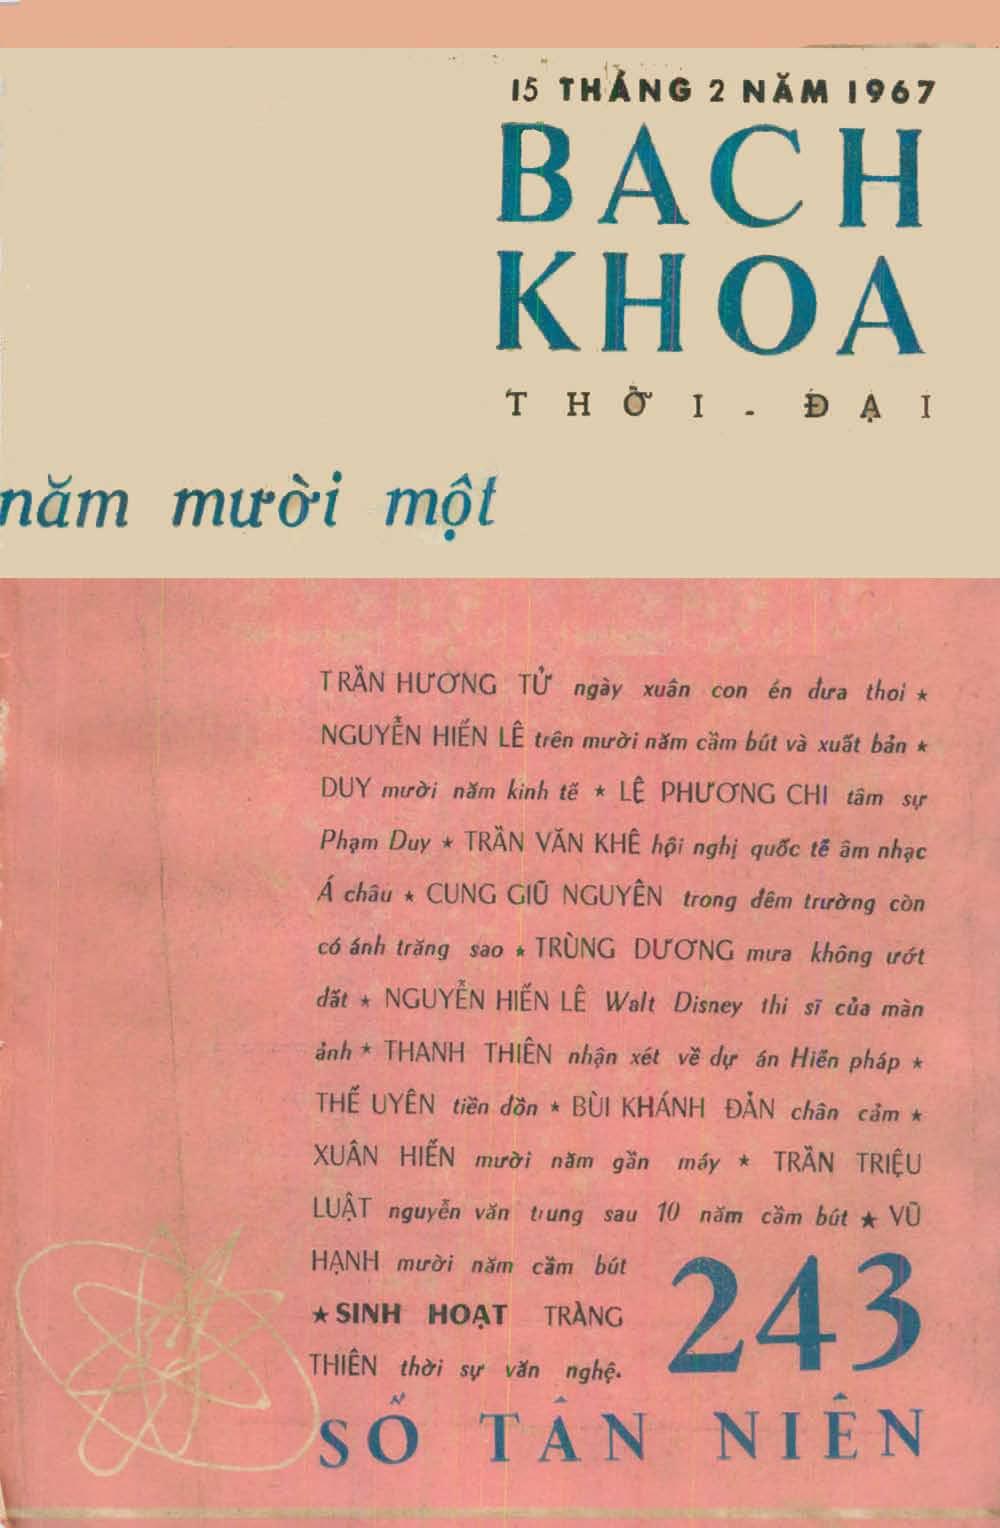 15 THÁNG 2 NĂM 1967
BACH
KHOA
THỜI - ĐẠI
năm mười một
TRẦN HƯƠNG TỬ ngày xuân con én đưa thoi ★
NGUYỄN HIẾN LÊ trên mười năm cầm bút và xuất bản ★
DUY mười năm kinh tế ★ LÊ PHƯƠNG CHI tâm sự
Phạm Duy ★ TRẦN VĂN KHÊ hội nghị quốc tế âm nhạc
Á châu ★ CUNG GIŨ NGUYÊN trong đêm trường còn
có ánh trăng sao ★ TRÙNG DƯƠNG mưa không ướt
đất ★ NGUYỄN HIẾN LÊ Walt Disney thi sĩ của màn
ảnh ★ THANH THIÊN nhận xét về dự án Hiến pháp ★
THẾ UYÊN tiền đồn ★ BÙI KHÁNH ĐẢN chân cảm ★
XUÂN HIẾN mười năm gần máy ★ TRẦN TRIỆU
LUẬT nguyễn văn trung sau 10 năm cầm bút ★ VŨ
HẠNH mười năm cầm bút
★ SINH HOẠT TRÀNG
THIÊN thời sự văn nghệ.
243
SỐ TÂN NIÊN